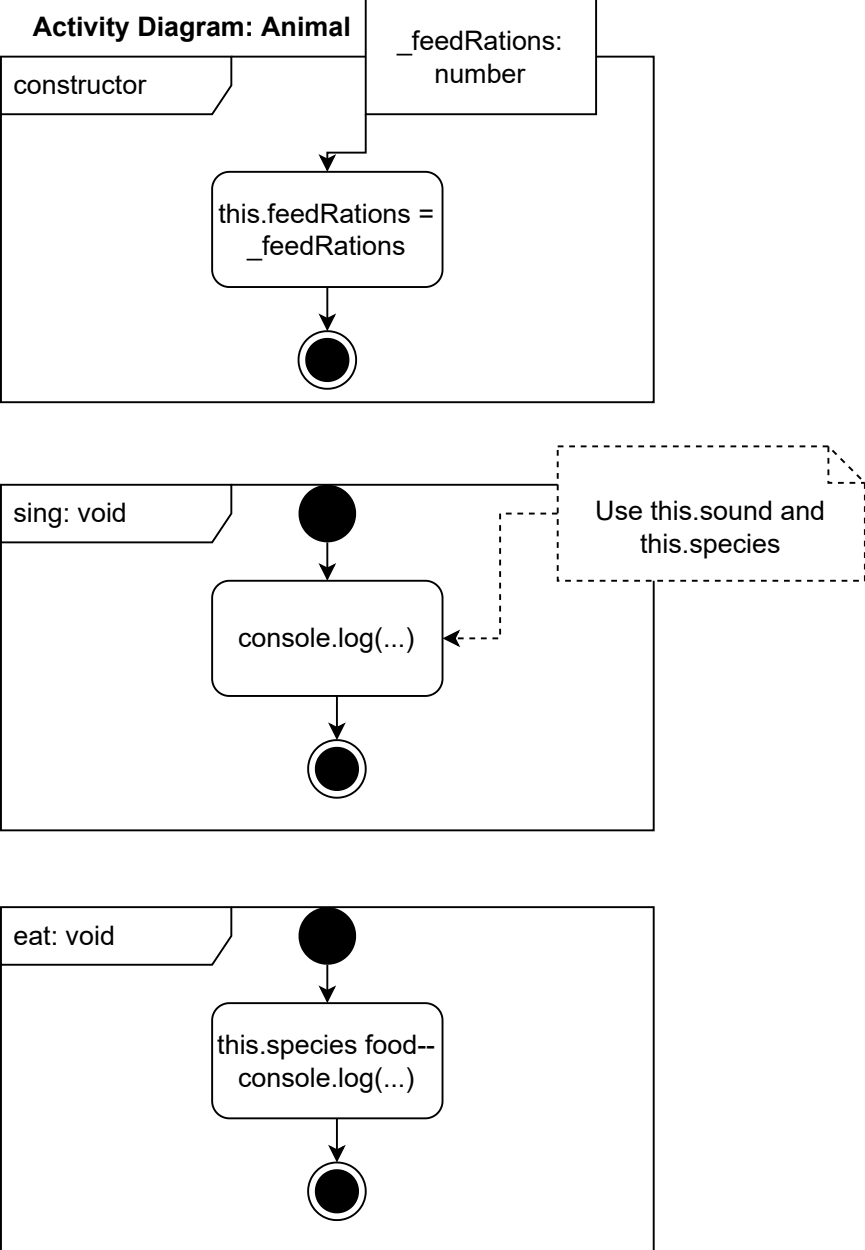 Activity Diagram: Animal
_feedRations:
number
constructor
this.feedRations =
_feedRations
sing: void
Use this.sound and
this.species
console.log(...)
eat: void
this.species food--
console.log(...)